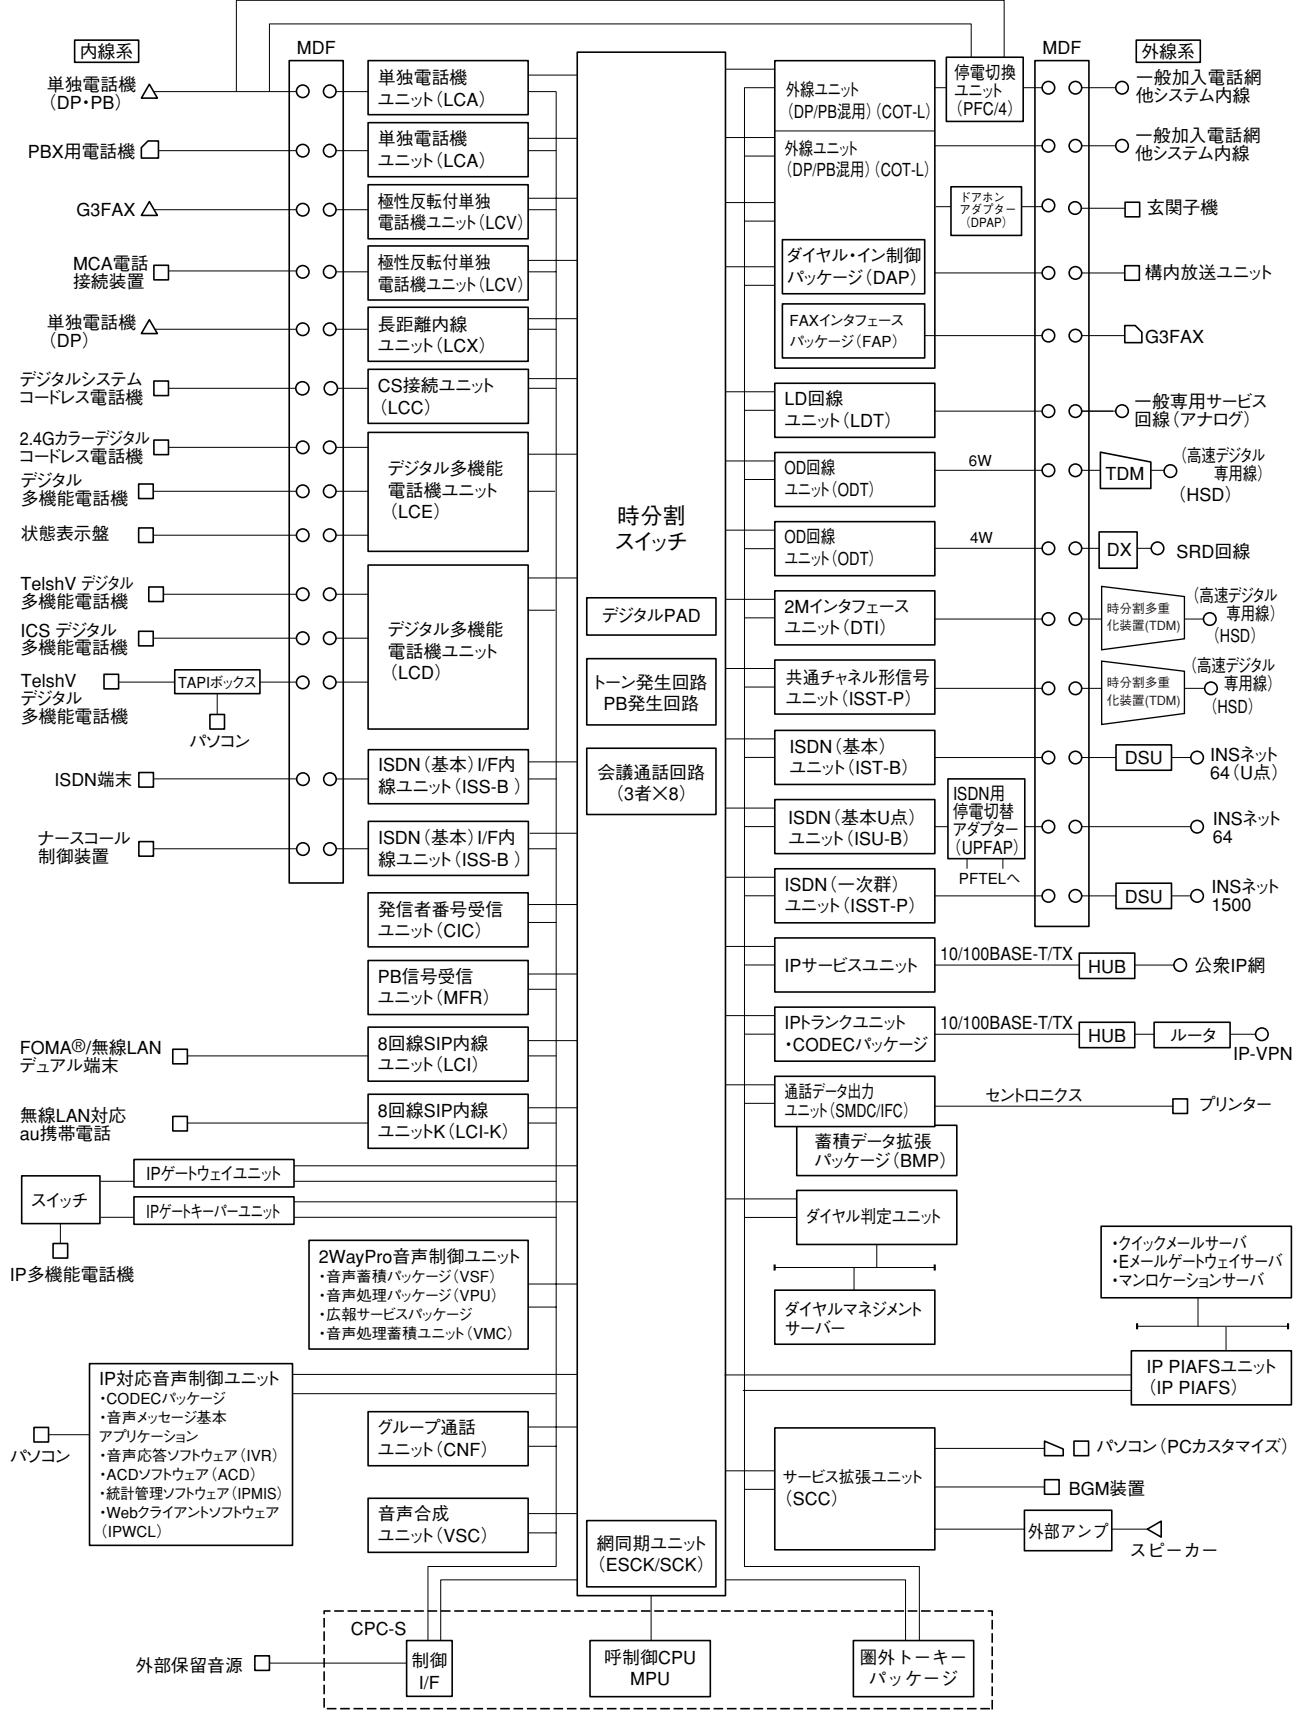 内線系
MDF
単独電話機
（DP・PB）
PBX用電話機
G3FAX
MCA電話
接続装置
単独電話機
（DP）
デジタルシステム
コードレス電話機
2.4Gカラーデジタル
コードレス電話機
デジタル
多機能電話機
状態表示盤
TelshV デジタル
多機能電話機
ICS デジタル
多機能電話機
TelshV
デジタル
多機能電話機
TAPIボックス
パソコン
ISDN端末
ナースコール
制御装置
FOMA®/無線LAN
デュアル端末
無線LAN対応
au携帯電話
スイッチ
IP多機能電話機
IPゲートウェイユニット
IPゲートキーパーユニット
単独電話機
ユニット（LCA）
単独電話機
ユニット（LCA）
極性反転付単独
電話機ユニット（LCV）
極性反転付単独
電話機ユニット（LCV）
長距離内線
ユニット（LCX）
CS接続ユニット
（LCC）
デジタル多機能
電話機ユニット
（LCE）
デジタル多機能
電話機ユニット
（LCD）
ISDN（基本）I/F内
線ユニット（ISS-B ）
ISDN（基本）I/F内
線ユニット（ISS-B ）
発信者番号受信
ユニット（CIC）
PB信号受信
ユニット（MFR）
8回線SIP内線
ユニット（LCI）
8回線SIP内線
ユニットK（LCI-K）
2WayPro音声制御ユニット
・音声蓄積パッケージ（VSF）
・音声処理パッケージ（VPU）
・広報サービスパッケージ
・音声処理蓄積ユニット（VMC）
パソコン
IP対応音声制御ユニット
・CODECパッケージ
・音声メッセージ基本
アプリケーション
・音声応答ソフトウェア（IVR）
・ACDソフトウェア（ACD）
・統計管理ソフトウェア（IPMIS）
・Webクライアントソフトウェア
（IPWCL）
グループ通話
ユニット（CNF）
音声合成
ユニット（VSC）
時分割
スイッチ
デジタルPAD
トーン発生回路
PB発生回路
会議通話回路
（3者×8）
網同期ユニット
（ESCK/SCK）
CPC-S
外部保留音源
制御
I/F
呼制御CPU
MPU
圏外トーキー
パッケージ
外線ユニット
（DP/PB混用）（COT-L）
外線ユニット
（DP/PB混用）（COT-L）
ダイヤル・イン制御
パッケージ（DAP）
FAXインタフェース
パッケージ（FAP）
LD回線
ユニット（LDT）
OD回線
ユニット（ODT）
OD回線
ユニット（ODT）
2Mインタフェース
ユニット（DTI）
共通チャネル形信号
ユニット（ISST-P）
ISDN（基本）
（IST-B）
ISDN（基本U点）
ユニット（ISU-B）
ISDN（一次群）
ユニット（ISST-P）
IPサービスユニット
IPトランクユニット
・CODECパッケージ
通話データ出力
ユニット（SMDC/IFC）
蓄積データ拡張
パッケージ（BMP）
ダイヤル判定ユニット
ダイヤルマネジメント
サーバー
サービス拡張ユニット
（SCC）
停電切換
ユニット
（PFC/4）
ドアホン
アダプター
（DPAP）
6W
4W
ISDN用
停電切替
アダプター
（UPFAP）
PFTELへ
10/100BASE-T/TX
10/100BASE-T/TX
セントロニクス
MDF
外線系
一般加入電話網
他システム内線
一般加入電話網
他システム内線
玄関子機
構内放送ユニット
G3FAX
一般専用サービス
回線（アナログ）
TDM
（高速デジタル
専用線）
（HSD）
DX
SRD回線
時分割多重
化装置(TDM)
（高速デジタル
専用線）
（HSD）
時分割多重
化装置(TDM)
（高速デジタル
専用線）
（HSD）
DSU
INSネット
64（U点）
INSネット
64
DSU
INSネット
1500
HUB
公衆IP網
HUB
ルータ
IP-VPN
プリンター
・クイックメールサーバ
・Eメールゲートウェイサーバ
・マンロケーションサーバ
IP PIAFSユニット
（IP PIAFS）
パソコン（PCカスタマイズ）
BGM装置
外部アンプ
スピーカー